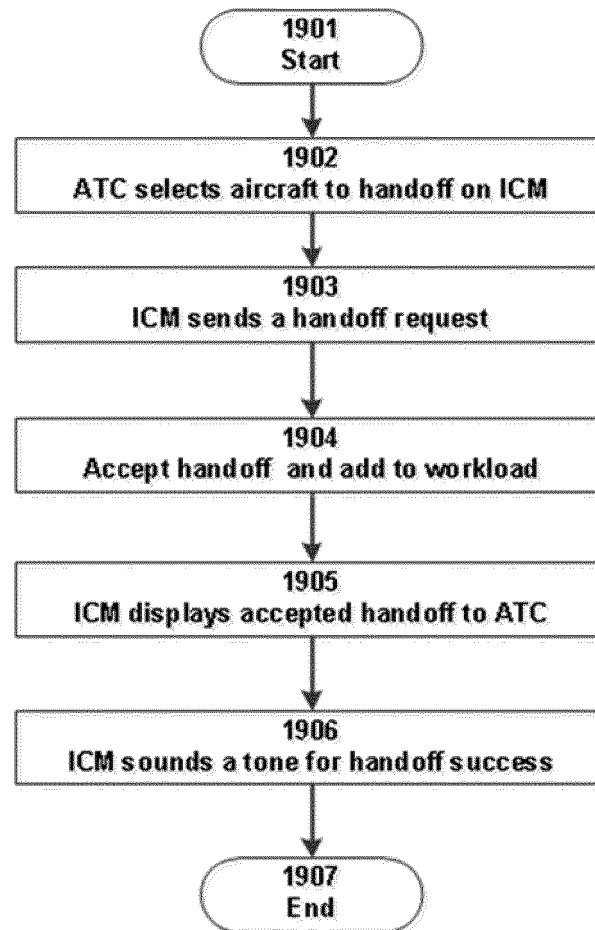 1901
Start
1902
ATC selects aircraft to handoff on ICM
1903
ICM sends a handoff request
1904
Accept handoff and add to workload
1905
ICM displays accepted handoff to ATC
1906
ICM sounds a tone for handoff success
1907
End